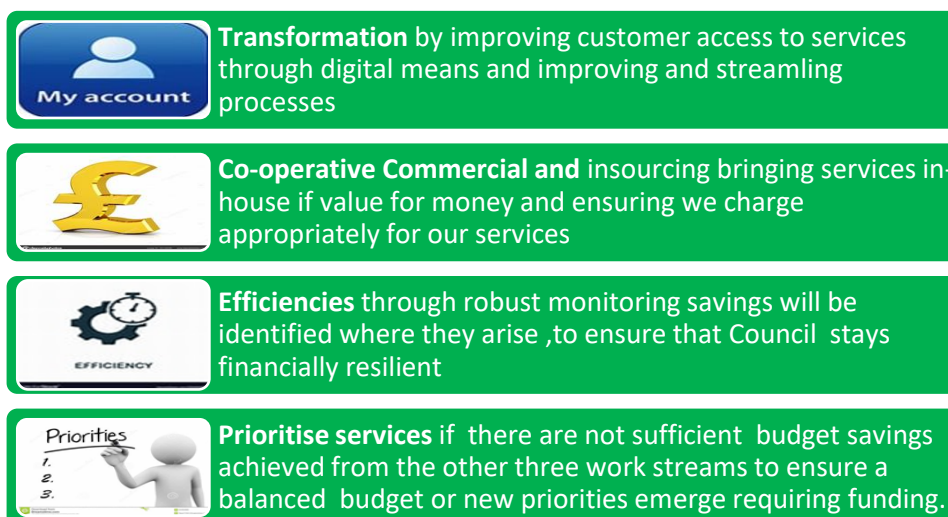 My account
Transformation by improving customer access to services
through digital means and improving and streamling
processes
Co-operative Commercial and insourcing bringing services in-
house if value for money and ensuring we charge
appropriately for our services
EFFICIENCY
Efficiencies through robust monitoring savings will be
identified where they arise ,to ensure that Council stays
financially resilient
Priorities
1.
2.
3.
Prioritise services if there are not sufficient budget savings
achieved from the other three work streams to ensure a
balanced budget or new priorities emerge requiring funding.